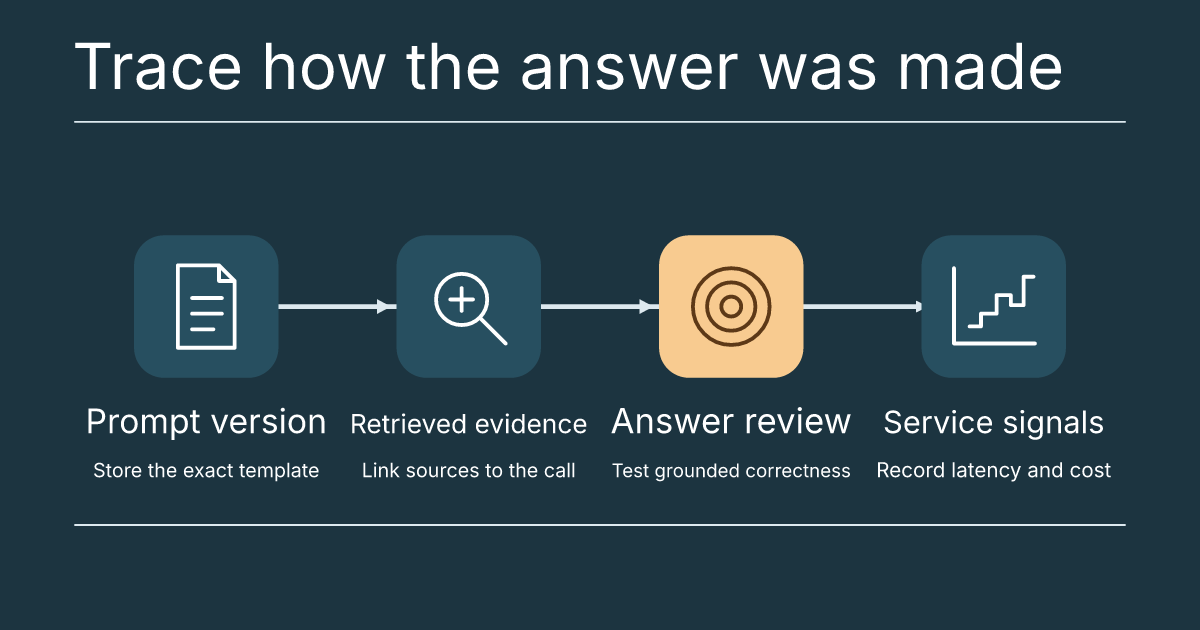 Trace how the answer was made
Prompt version
Store the exact template
Retrieved evidence
Link sources to the call
Answer review
Test grounded correctness
Service signals
Record latency and cost